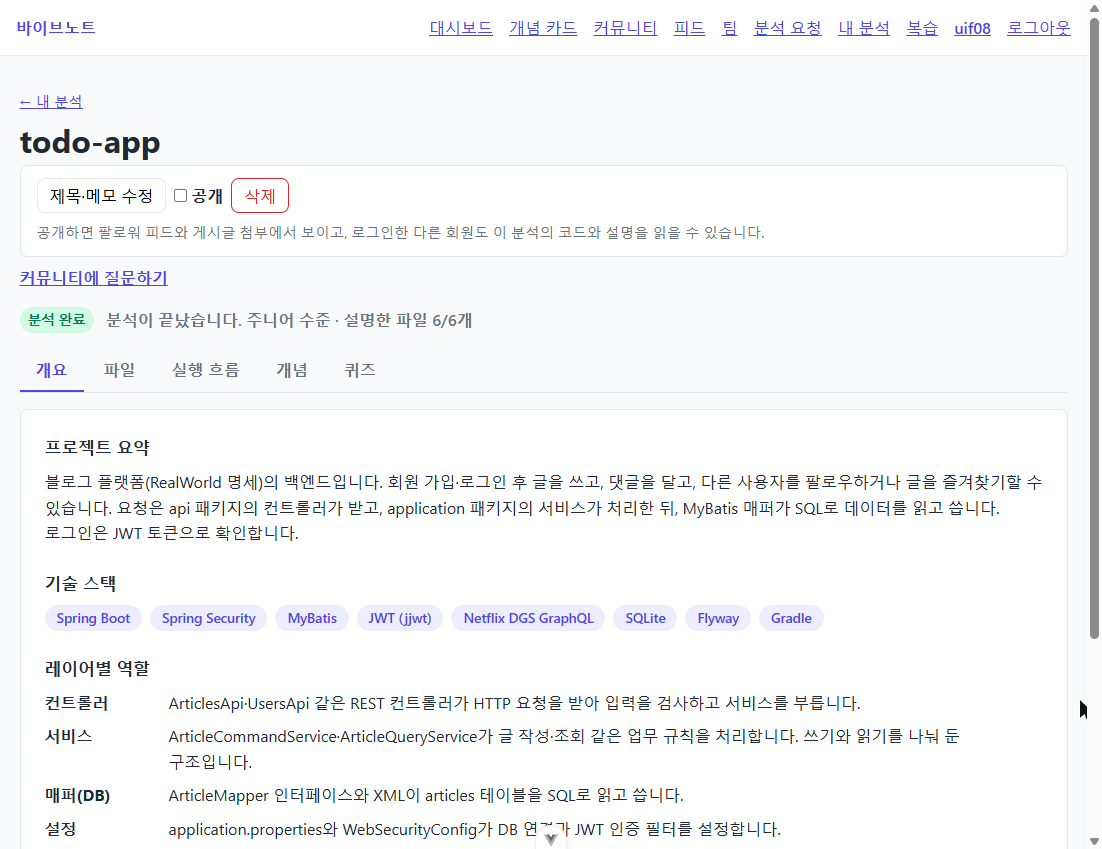 바이브노트
대시보드 개념 카드 커뮤니티 피드 팀 분석 요청 내 분석 복습 uif08 로그아웃
← 내 분석
todo-app
제목·메모 수정 공개 삭제
공개하면 팔로워 피드와 게시글 첨부에서 보이고, 로그인한 다른 회원도 이 분석의 코드와 설명을 읽을 수 있습니다.
커뮤니티에 질문하기
분석 완료 분석이 끝났습니다. 주니어 수준 · 설명한 파일 6/6개
개요 파일 실행 흐름 개념 퀴즈
프로젝트 요약
블로그 플랫폼(RealWorld 명세)의 백엔드입니다. 회원 가입·로그인 후 글을 쓰고, 댓글을 달고, 다른 사용자를 팔로우하거나 글을 즐겨찾기할 수
있습니다. 요청은 api 패키지의 컨트롤러가 받고, application 패키지의 서비스가 처리한 뒤, MyBatis 매퍼가 SQL로 데이터를 읽고 씁니다.
로그인은 JWT 토큰으로 확인합니다.
기술 스택
Spring Boot Spring Security MyBatis JWT (jjwt) Netflix DGS GraphQL SQLite Flyway Gradle
레이어별 역할
컨트롤러 ArticlesApi·UsersApi 같은 REST 컨트롤러가 HTTP 요청을 받아 입력을 검사하고 서비스를 부릅니다.
서비스 ArticleCommandService·ArticleQueryService가 글 작성·조회 같은 업무 규칙을 처리합니다. 쓰기와 읽기를 나눠 둔
구조입니다.
매퍼(DB) ArticleMapper 인터페이스와 XML이 articles 테이블을 SQL로 읽고 씁니다.
설정 application.properties와 WebSecurityConfig가 DB JWT 인증 필터를 설정합니다.